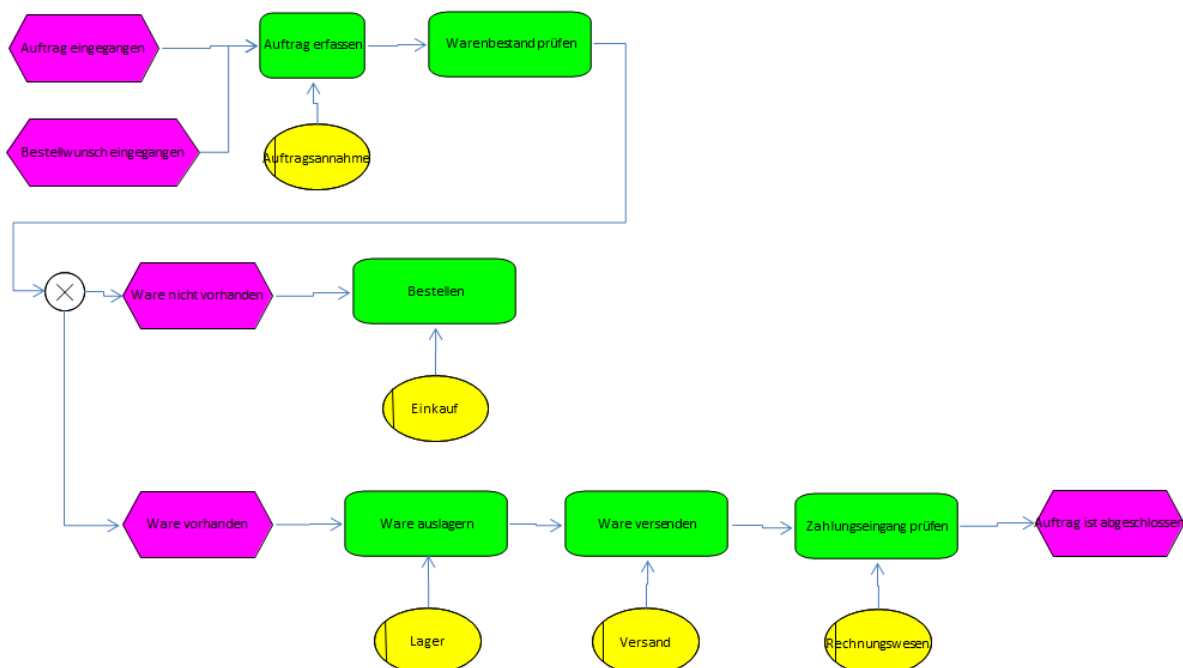 Auftrag eingegangen
Auftrag erfassen
Warenbestand prüfen
Bestellwunsch eingegangen
Auftragsannahme
Ware nicht vorhanden
Bestellen
Einkauf
Ware vorhanden
Ware auslagern
Ware versenden
Zahlungseingang prüfen
Auftrag ist abgeschlossen
Lager
Versand
Rechnungswesen